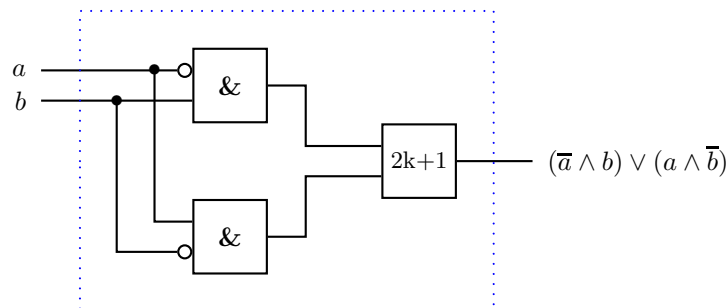 a
b
&
&
2k+1
(a̅ ∧ b) ∨ (a ∧ b̅)